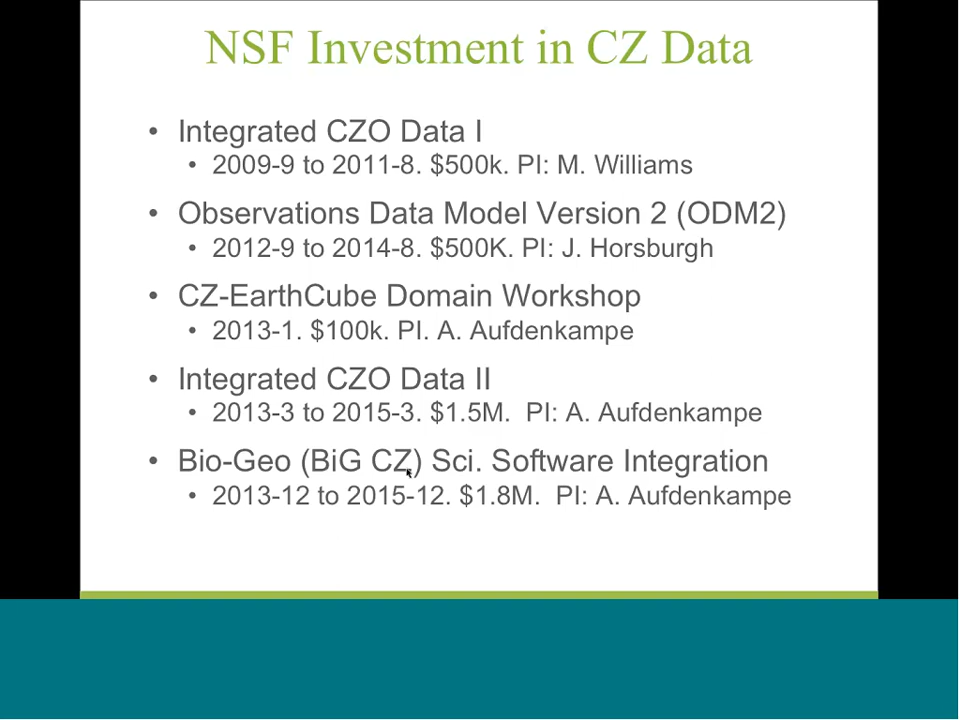 NSF Investment in CZ Data
• Integrated CZO Data I
• 2009-9 to 2011-8. $500k. PI: M. Williams
• Observations Data Model Version 2 (ODM2)
• 2012-9 to 2014-8. $500K. PI: J. Horsburgh
• CZ-EarthCube Domain Workshop
• 2013-1. $100k. PI. A. Aufdenkampe
• Integrated CZO Data II
• 2013-3 to 2015-3. $1.5M.  PI: A. Aufdenkampe
• Bio-Geo (BiG CZ) Sci. Software Integration
• 2013-12 to 2015-12. $1.8M.  PI: A. Aufdenkampe